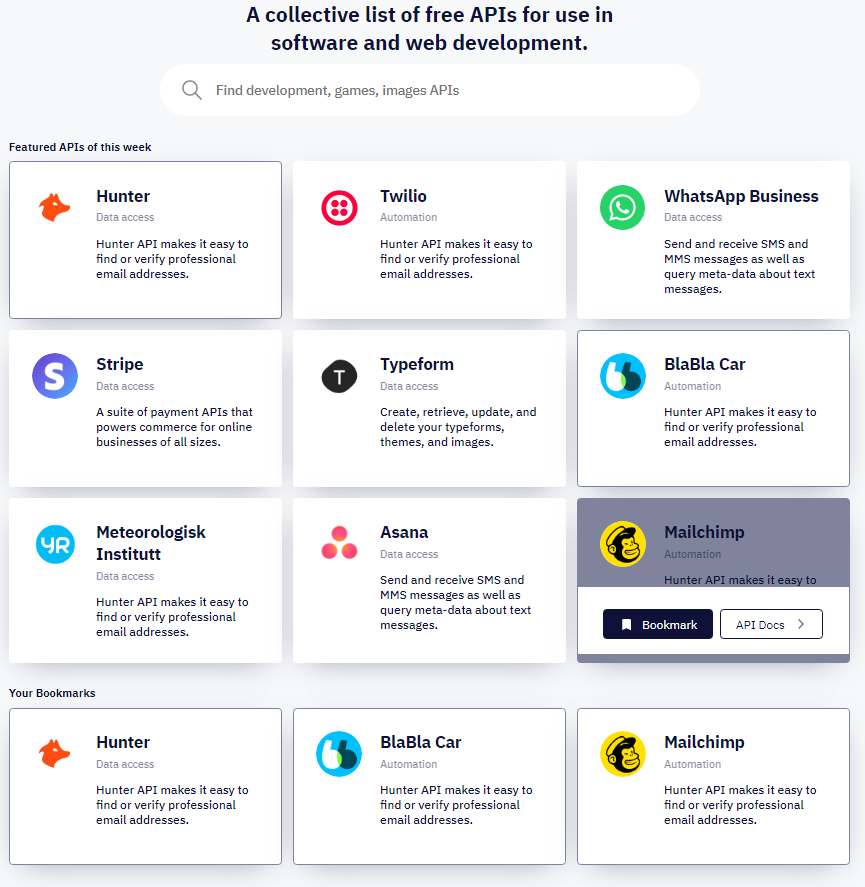 A collective list of free APIs for use in
software and web development.
Find development, games, images APIs
Featured APIs of this week
Hunter
Data access
Hunter API makes it easy to
find or verify professional
email addresses.
Twilio
Automation
Hunter API makes it easy to
find or verify professional
email addresses.
WhatsApp Business
Data access
Send and receive SMS and
MMS messages as well as
query meta-data about text
messages.
S
Stripe
Data access
A suite of payment APIs that
powers commerce for online
businesses of all sizes.
T
Typeform
Data access
Create, retrieve, update, and
delete your typeforms,
themes, and images.
BlaBla Car
Automation
Hunter API makes it easy to
find or verify professional
email addresses.
YR
Meteorologisk
Institutt
Data access
Hunter API makes it easy to
find or verify professional
email addresses.
Asana
Data access
Send and receive SMS and
MMS messages as well as
query meta-data about text
messages.
Mailchimp
Automation
Hunter API makes it easy to
Bookmark
API Docs
Your Bookmarks
Hunter
Data access
Hunter API makes it easy to
find or verify professional
email addresses.
BlaBla Car
Automation
Hunter API makes it easy to
find or verify professional
email addresses.
Mailchimp
Automation
Hunter API makes it easy to
find or verify professional
email addresses.